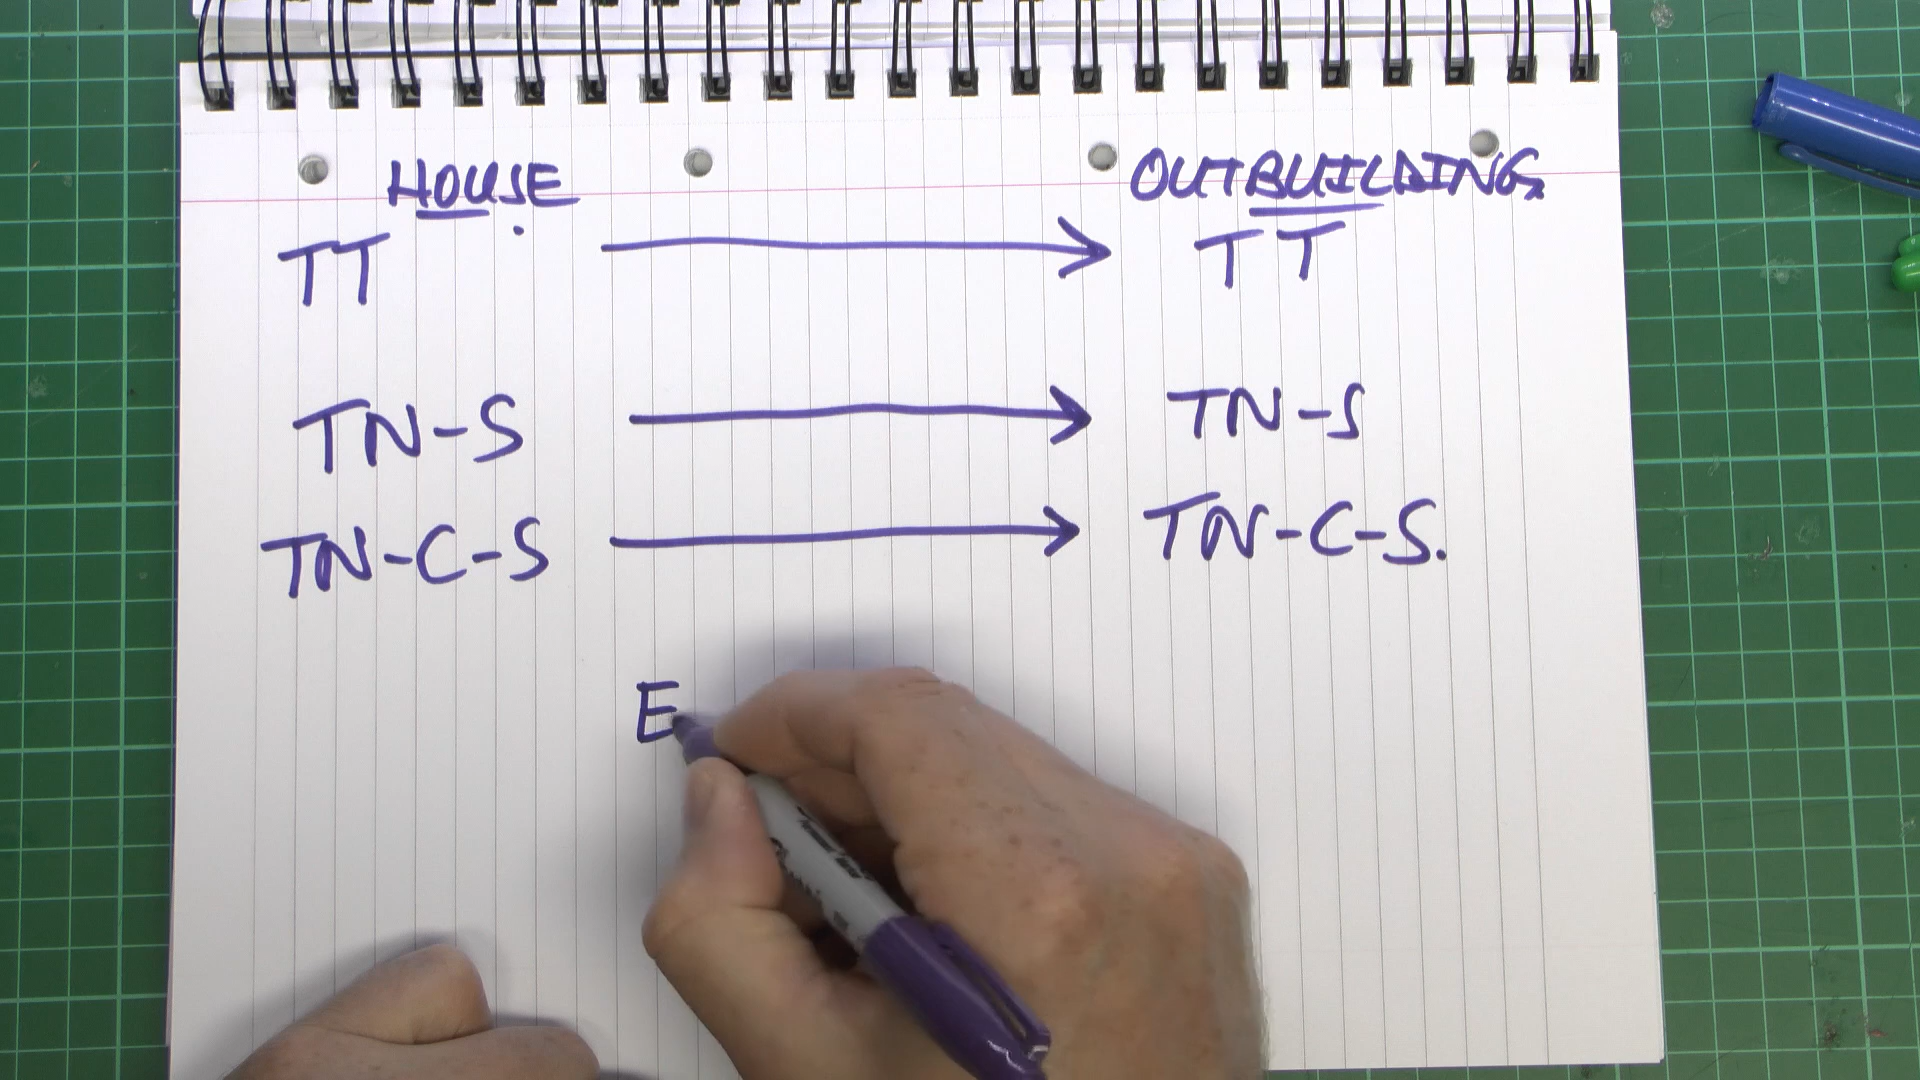 HOUSE OUTBUILDING
TT TT
TN-S TN-S
TN-C-S TN-C-S.
E